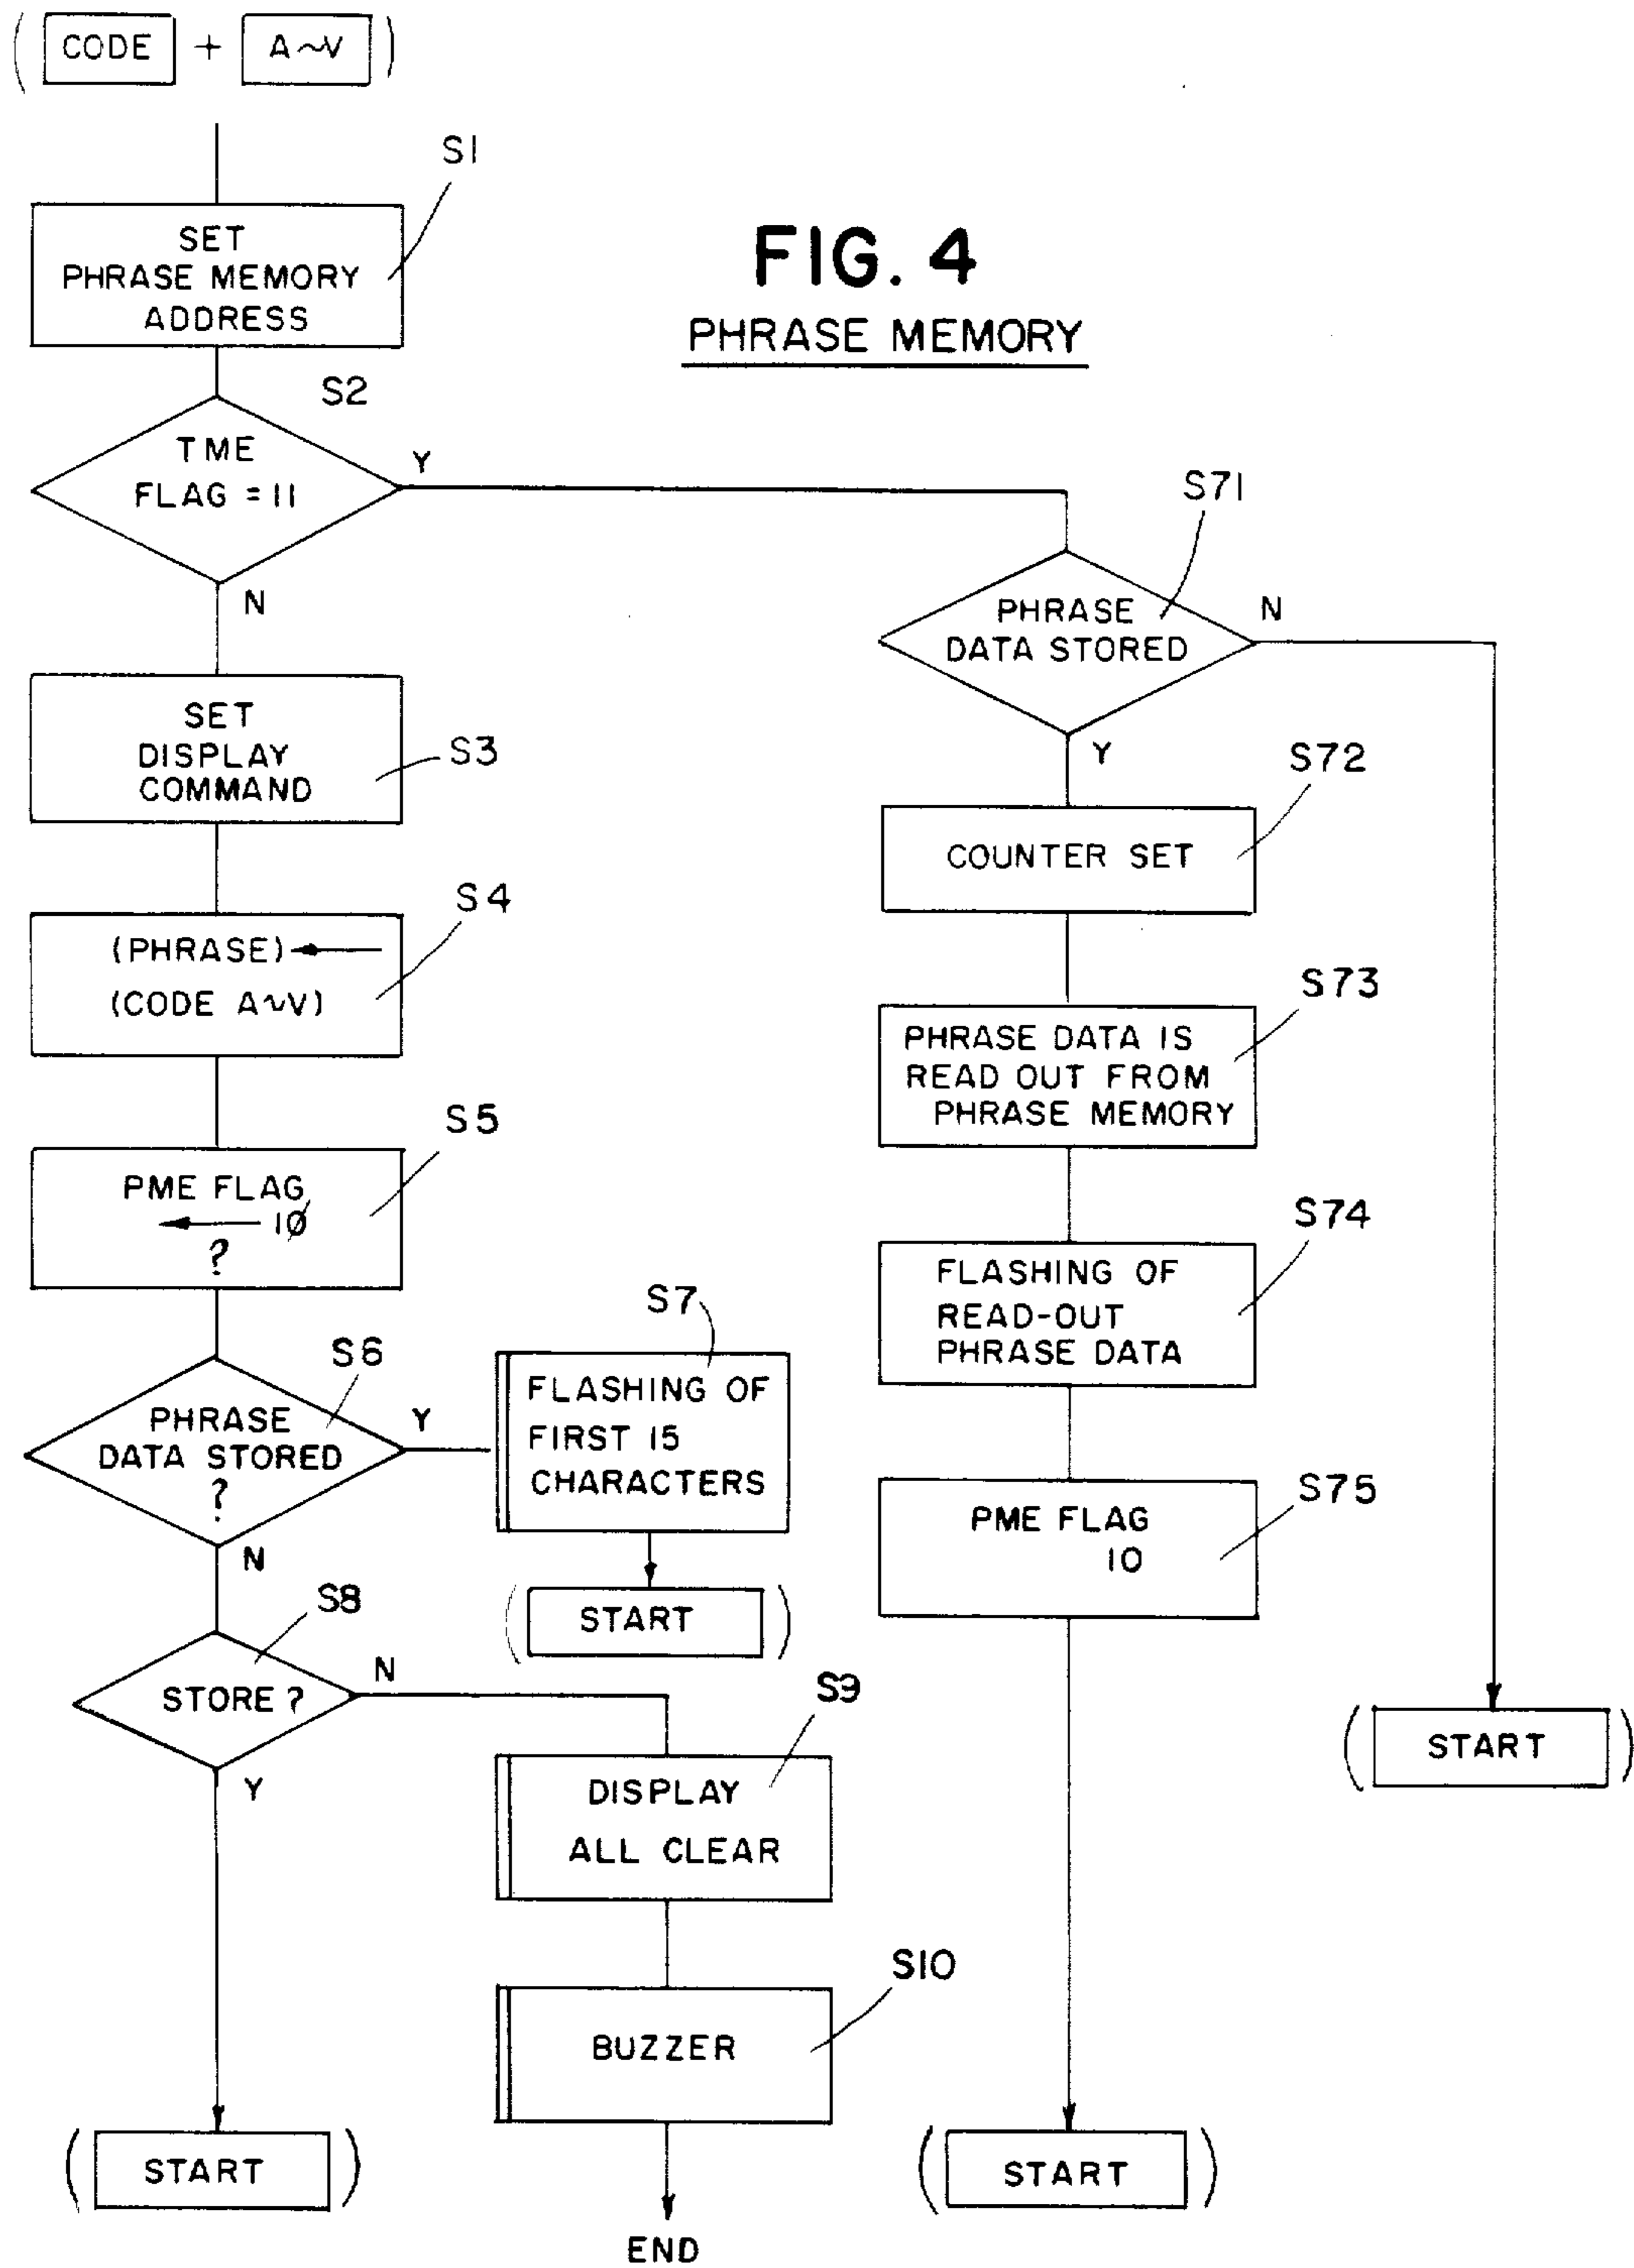 ( CODE + A~V )
S1
SET
PHRASE MEMORY
ADDRESS
FIG. 4
PHRASE MEMORY
S2
TME
FLAG = 11
Y
N
S71
PHRASE
DATA STORED
N
Y
SET
DISPLAY
COMMAND
S3
S72
COUNTER SET
S4
(PHRASE) ←
(CODE A~V)
S73
PHRASE DATA IS
READ OUT FROM
PHRASE MEMORY
S5
PME FLAG
← 1Ø
?
S74
FLASHING OF
READ-OUT
PHRASE DATA
S6
PHRASE
DATA STORED
?
Y
N
S7
FLASHING OF
FIRST 15
CHARACTERS
( START )
S75
PME FLAG
10
S8
STORE ?
N
Y
S9
DISPLAY
ALL CLEAR
( START )
S10
BUZZER
( START )
END
( START )